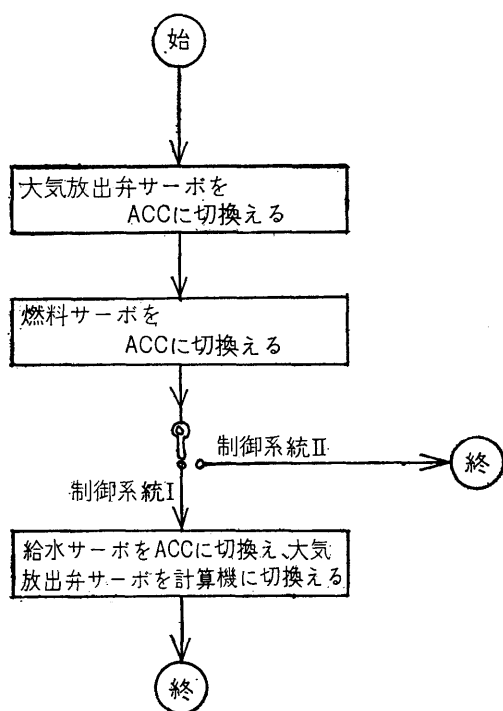 始
大気放出弁サーボを
ACCに切換える
燃料サーボを
ACCに切換える
制御系統II
終
制御系統I
給水サーボをACCに切換え、大気
放出弁サーボを計算機に切換える
終